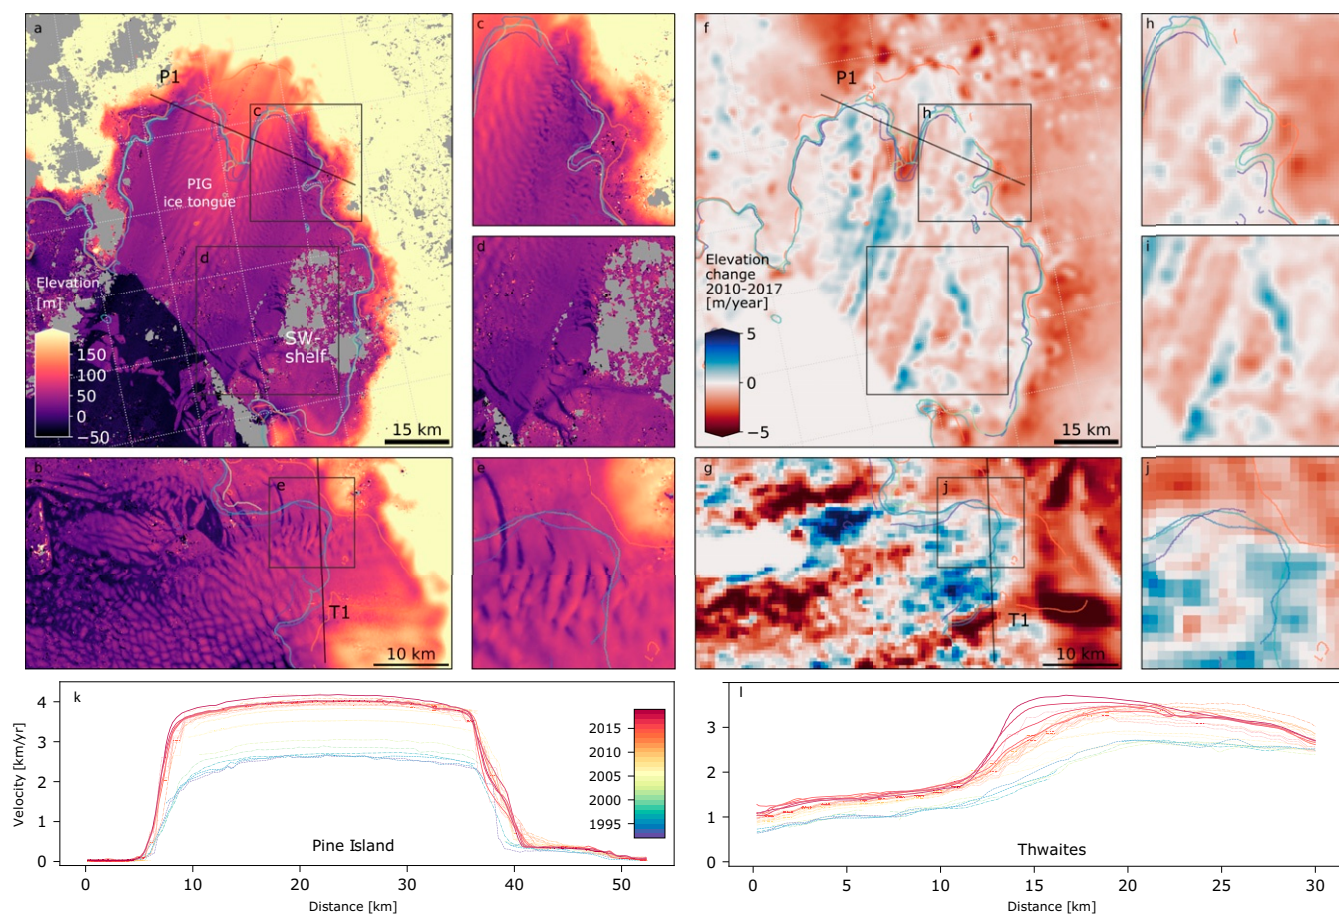 a
P1
c
PIG
ice tongue
d
Elevation
[m]
150
100
50
0
−50
SW-
shelf
15 km
c
d
f
P1
h
Elevation
change
2010-2017
[m/year]
5
0
−5
15 km
h
i
b
e
T1
10 km
e
g
j
T1
10 km
j
k
4
3
2
1
0
Velocity [km/yr]
2015
2010
2005
2000
1995
Pine Island
0
10
20
30
40
50
Distance [km]
l
3
2
1
0
Thwaites
0
5
10
15
20
25
30
Distance [km]